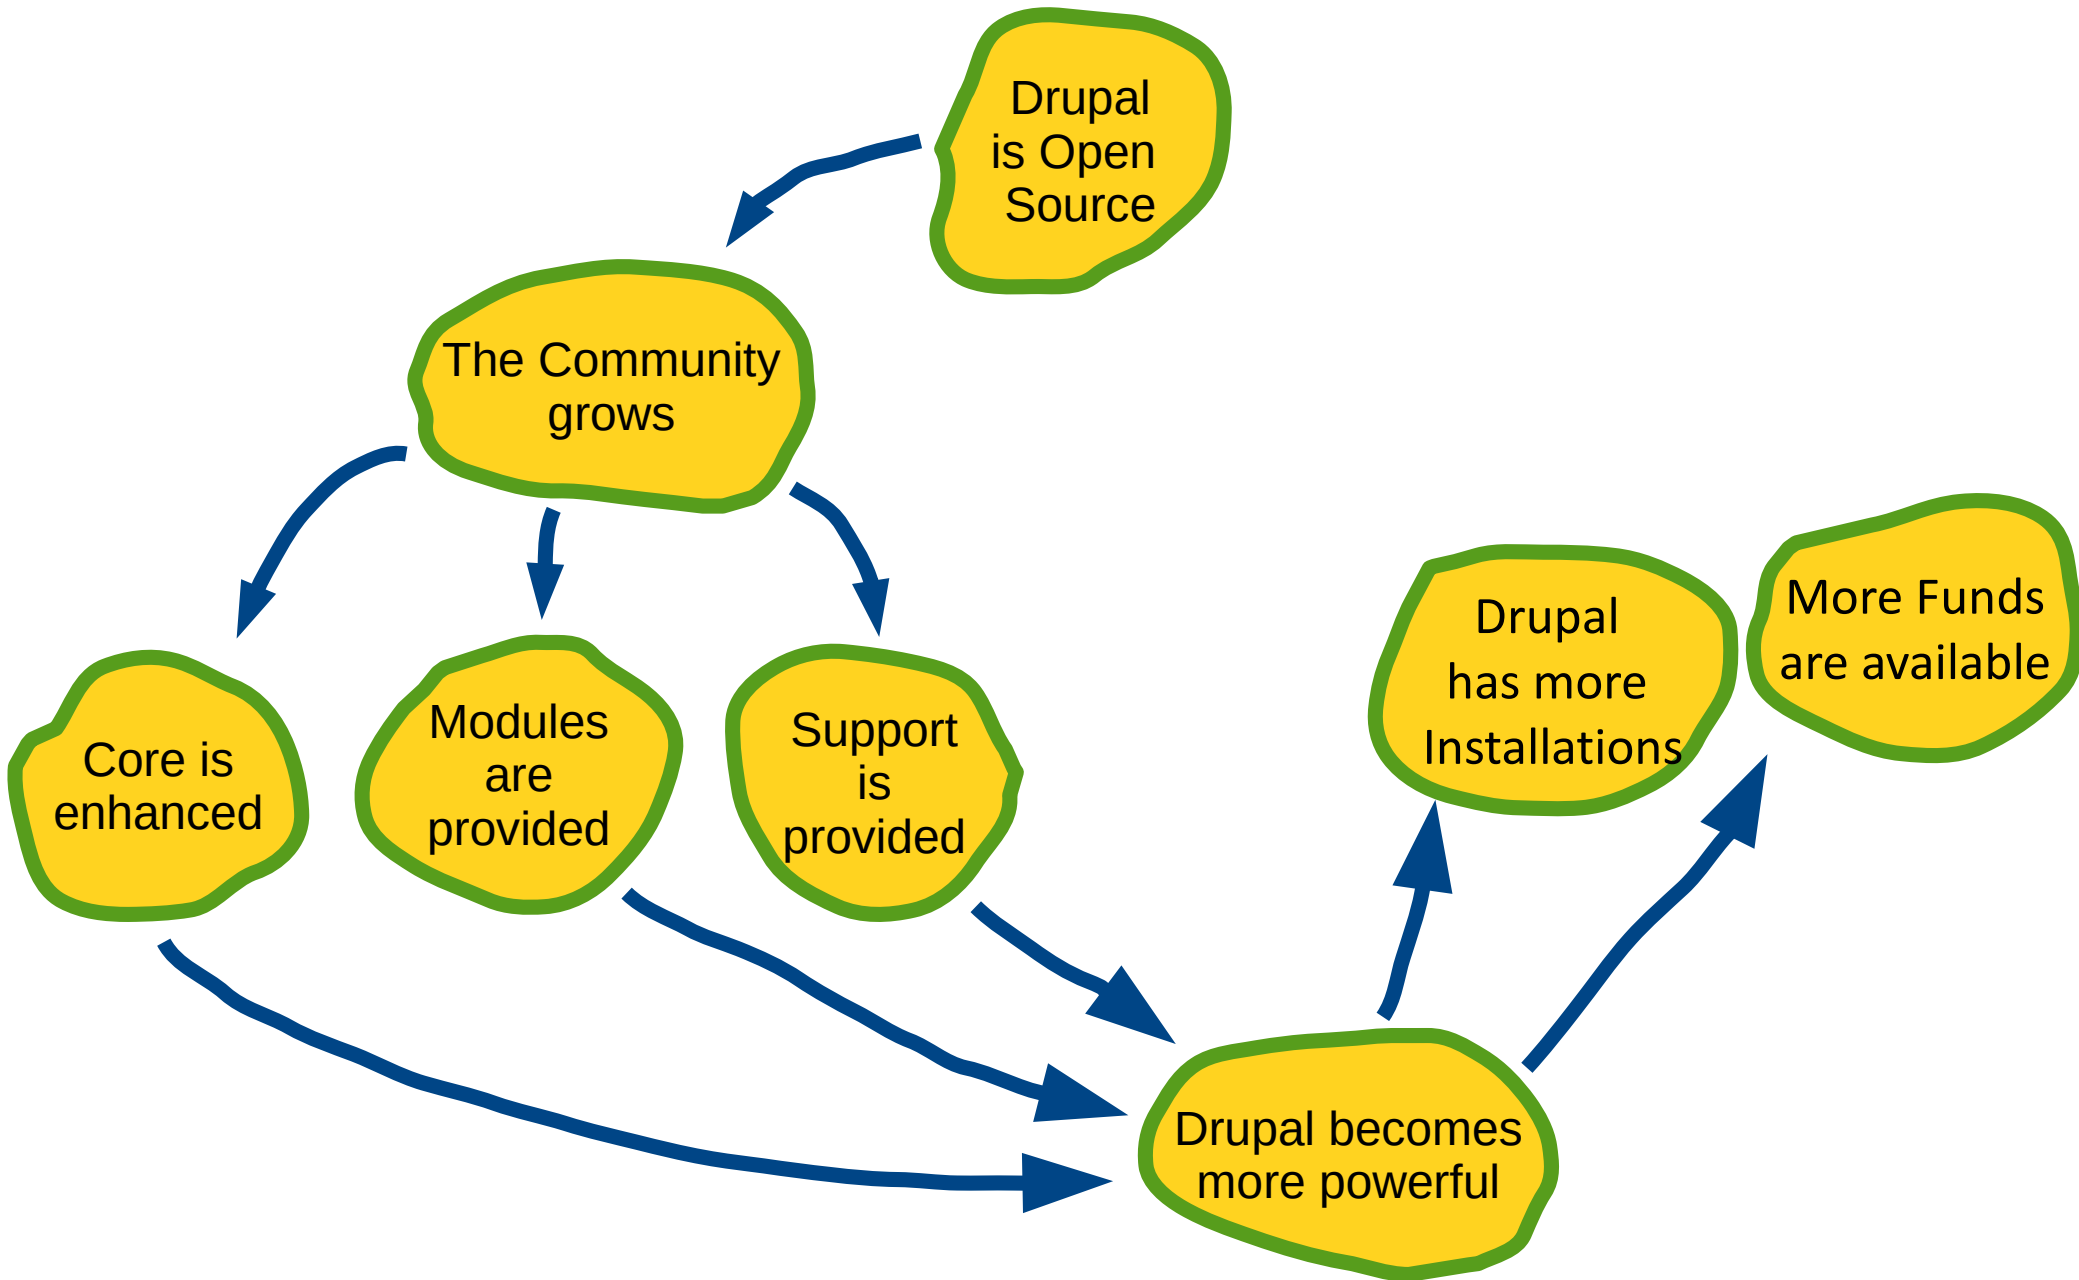 Drupal
is Open
Source
The Community
grows
Core is
enhanced
Modules
are
provided
Support
is
provided
Drupal
has more
Installations
More Funds
are available
Drupal becomes
more powerful